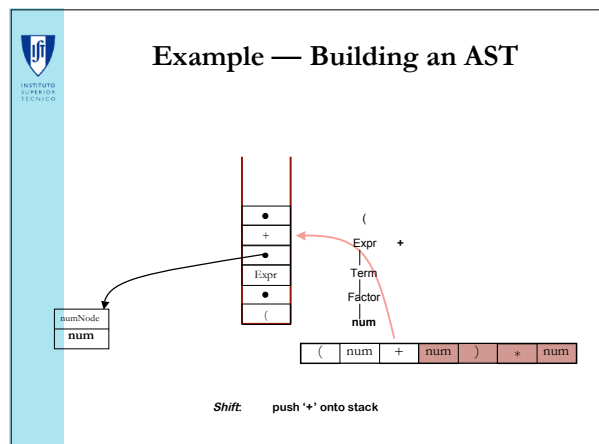 Example — Building an AST
INSTITUTO
SUPERIOR
TECNICO
(
+
Expr +
Expr
Term
Factor
(
num
numNode
num
( num + num ) * num
Shift: push ‘+’ onto stack